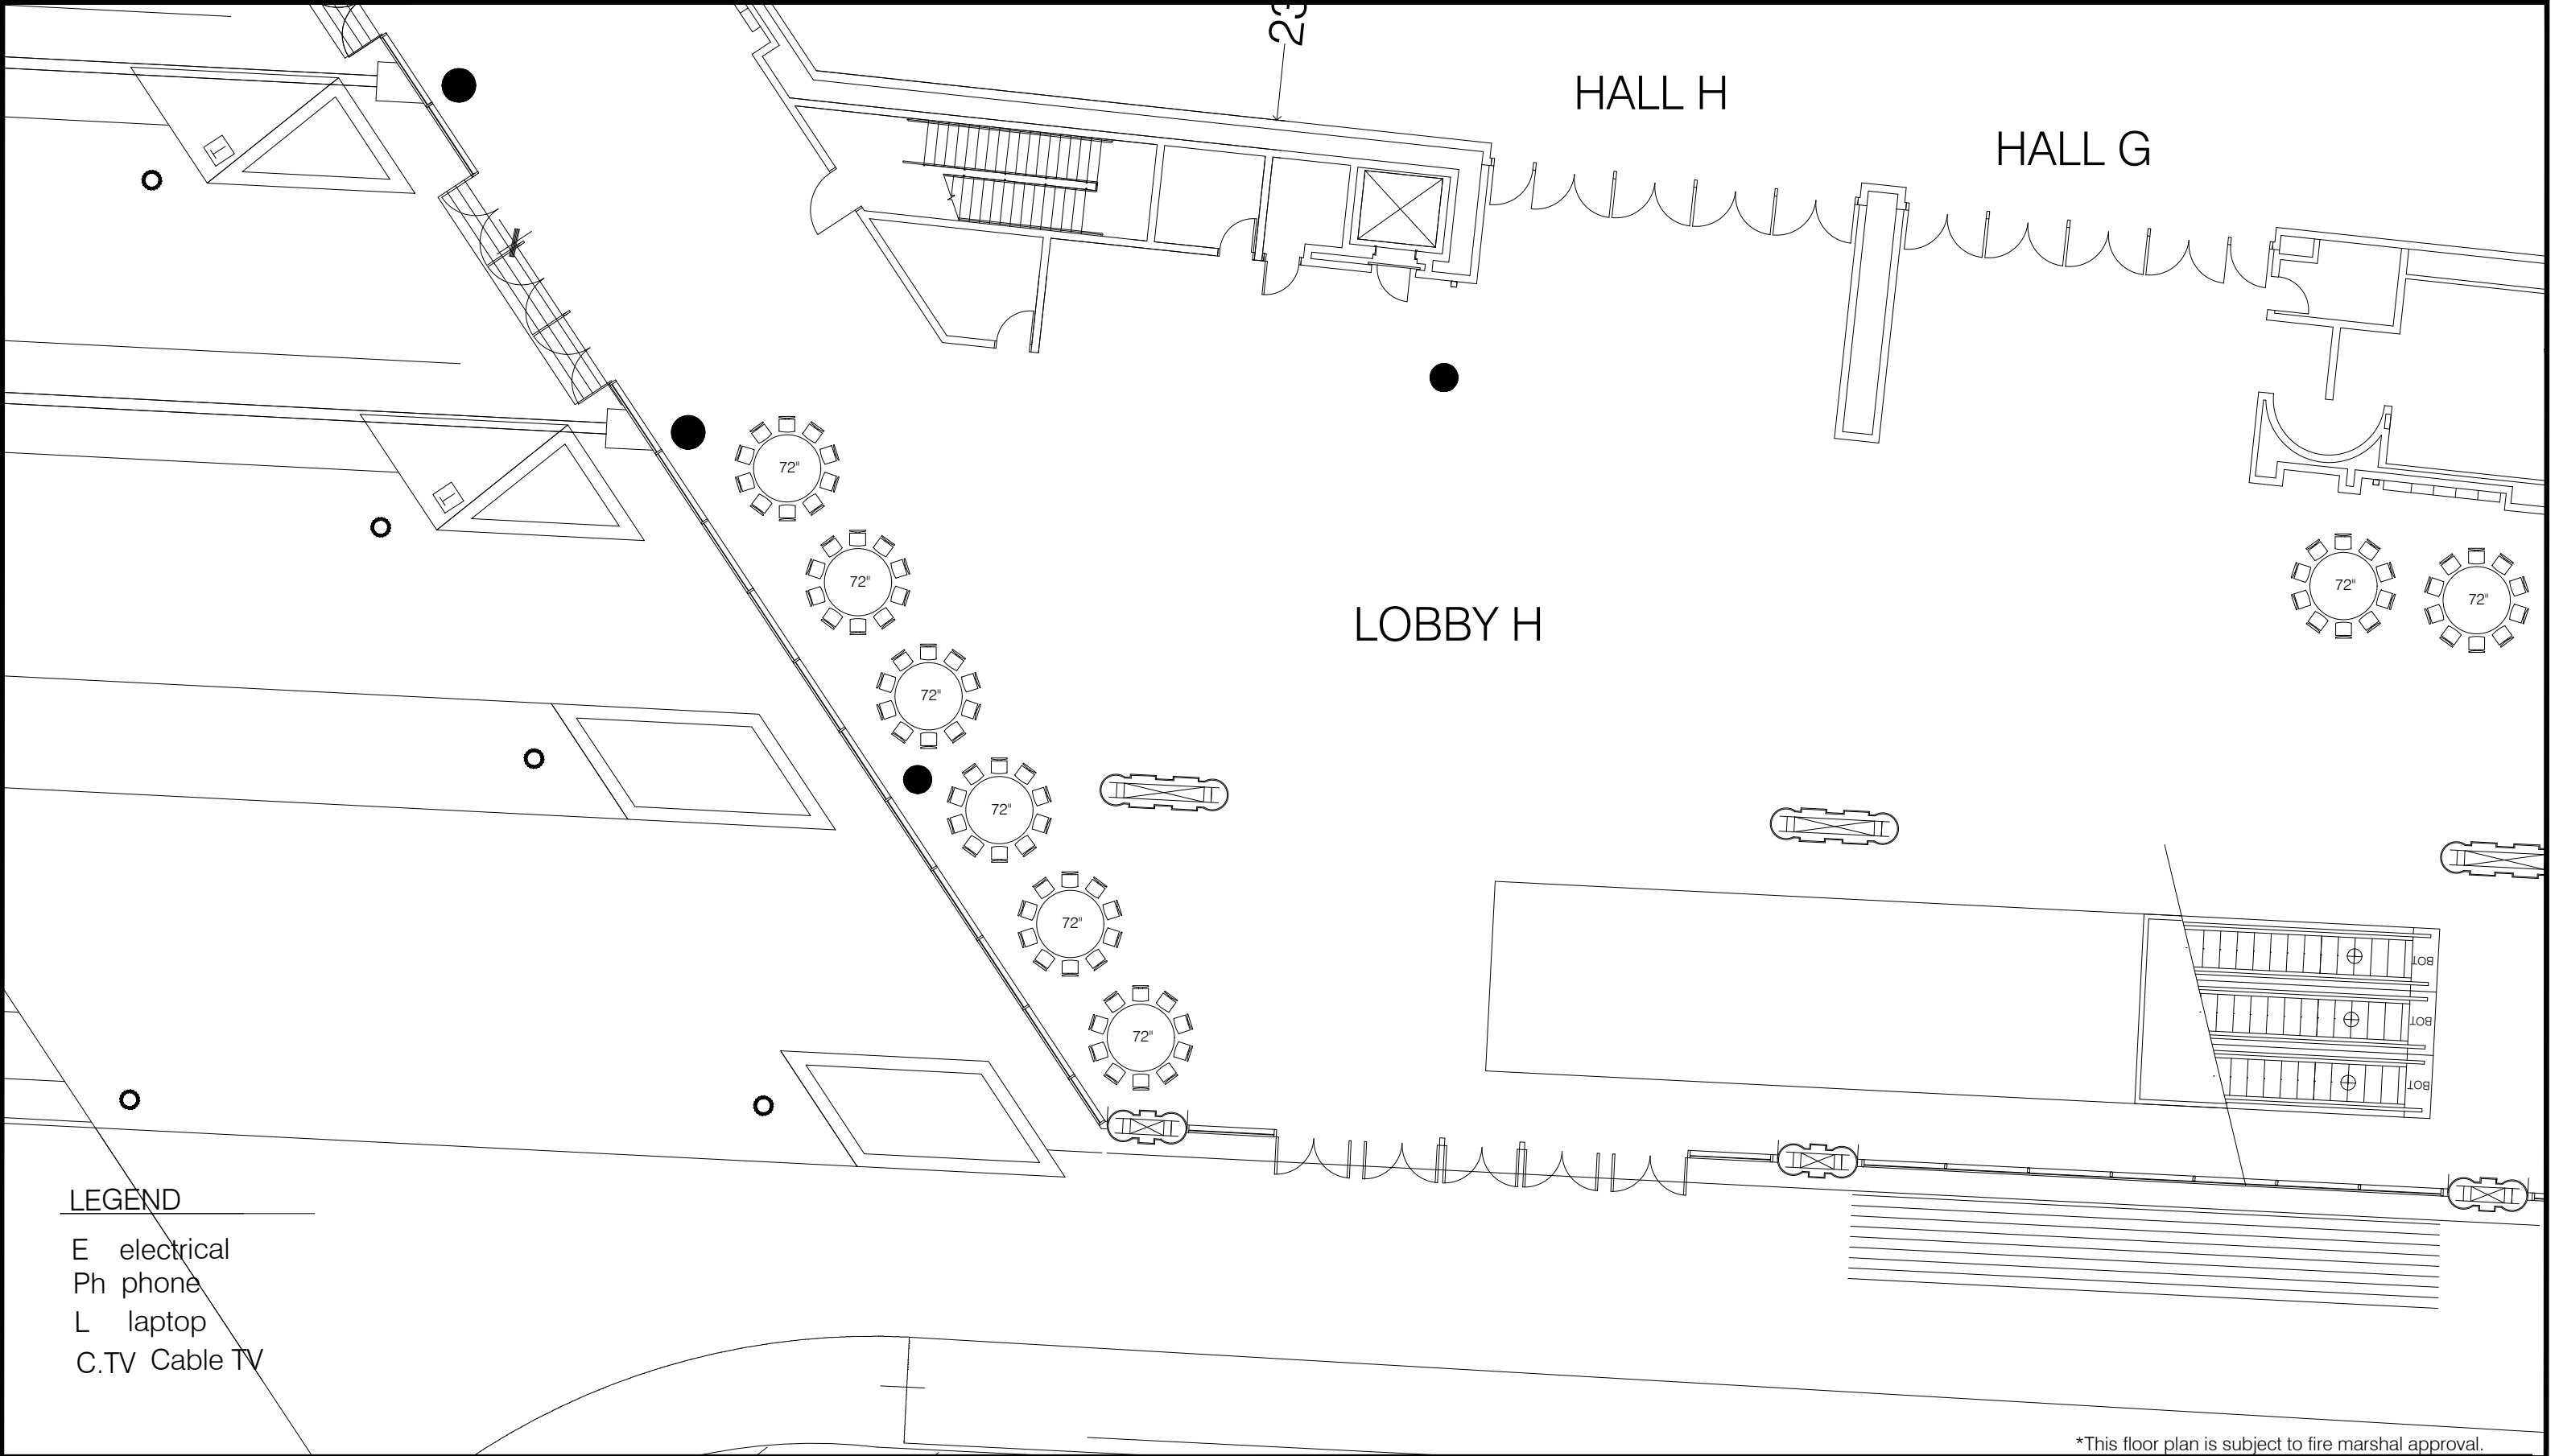 HALL H
HALL G
72"
72"
72"
72"
72"
LOBBY H
72"
72"
72"
BOT
BOT
BOT
LEGEND
E electrical
Ph phone
L laptop
C.TV Cable TV
*This floor plan is subject to fire marshal approval.